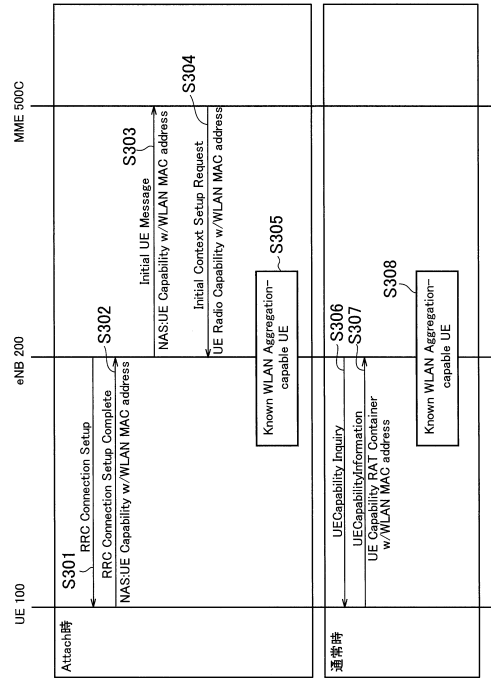 UE 100
eNB 200
MME 500C
Attach時
S301
RRC Connection Setup
RRC Connection Setup Complete
S302
NAS:UE Capability w/WLAN MAC address
Initial UE Message
S303
NAS:UE Capability w/WLAN MAC address
S304
Initial Context Setup Request
UE Radio Capability w/WLAN MAC address
S305
Known WLAN Aggregation-
capable UE
通常時
UECapability Inquiry
S306
UECapabilityInformation
S307
UE Capability RAT Container
w/WLAN MAC address
S308
Known WLAN Aggregation-
capable UE